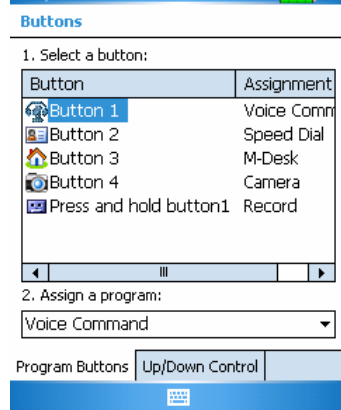 Buttons
1. Select a button:
Button Assignment
Button 1 Voice Comm
Button 2 Speed Dial
Button 3 M-Desk
Button 4 Camera
Press and hold button1 Record
2. Assign a program:
Voice Command
Program Buttons Up/Down Control